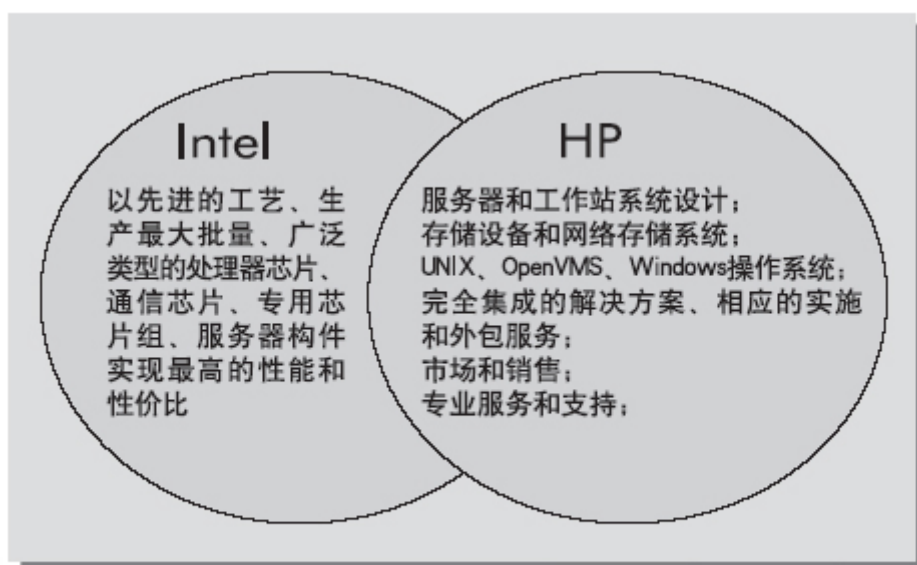 Intel
以先进的工艺、生
产最大批量、广泛
类型的处理器芯片、
通信芯片、专用芯
片组、服务器构件
实现最高的性能和
性价比
HP
服务器和工作站系统设计；
存储设备和网络存储系统；
UNIX、OpenVMS、Windows操作系统；
完全集成的解决方案、相应的实施
和外包服务；
市场和销售；
专业服务和支持；